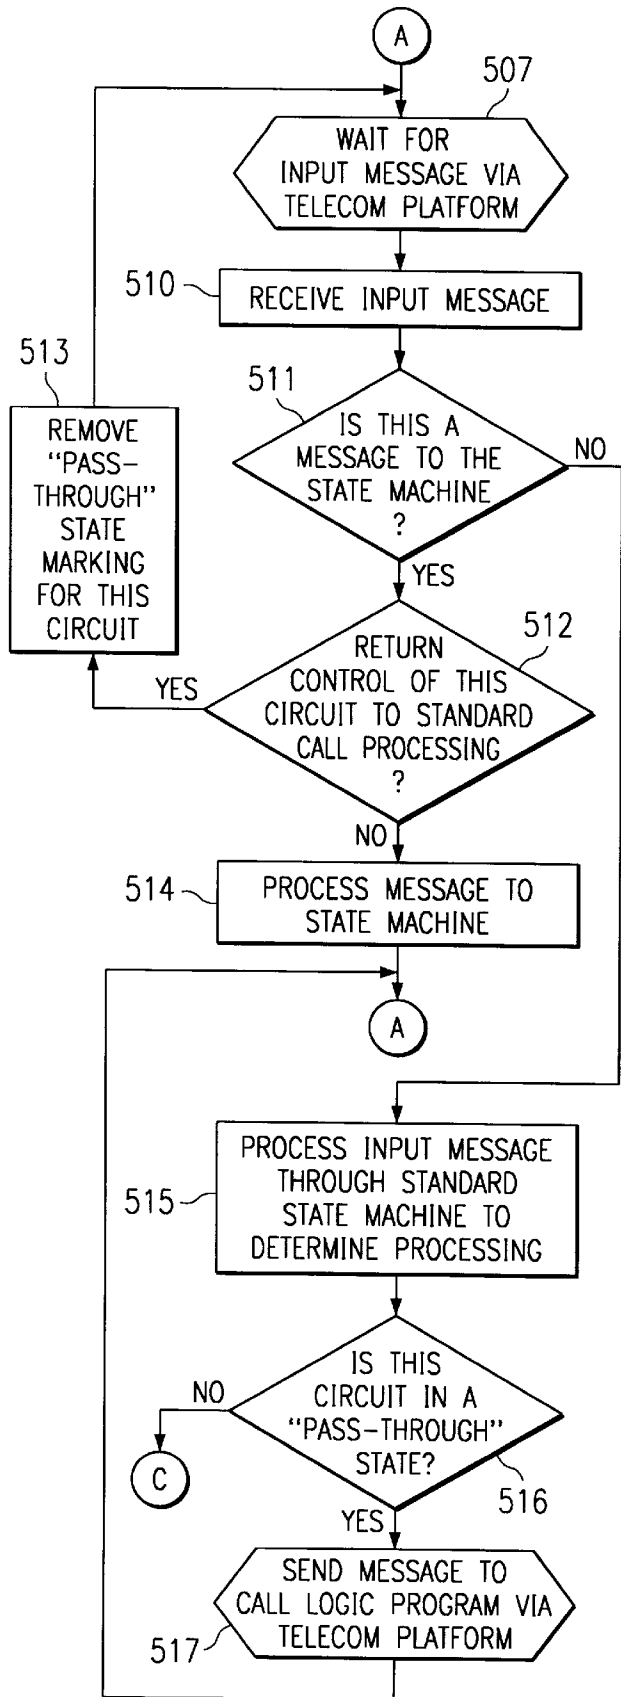 A
507
WAIT FOR
INPUT MESSAGE VIA
TELECOM PLATFORM
510
RECEIVE INPUT MESSAGE
513
REMOVE
“PASS–
THROUGH”
STATE
MARKING
FOR THIS
CIRCUIT
511
IS THIS A
MESSAGE TO THE
STATE MACHINE
?
NO
YES
512
RETURN
CONTROL OF THIS
CIRCUIT TO STANDARD
CALL PROCESSING
?
YES
NO
514
PROCESS MESSAGE TO
STATE MACHINE
A
515
PROCESS INPUT MESSAGE
THROUGH STANDARD
STATE MACHINE TO
DETERMINE PROCESSING
IS THIS
CIRCUIT IN A
“PASS–THROUGH”
STATE?
NO
C
516
YES
SEND MESSAGE TO
CALL LOGIC PROGRAM VIA
TELECOM PLATFORM
517